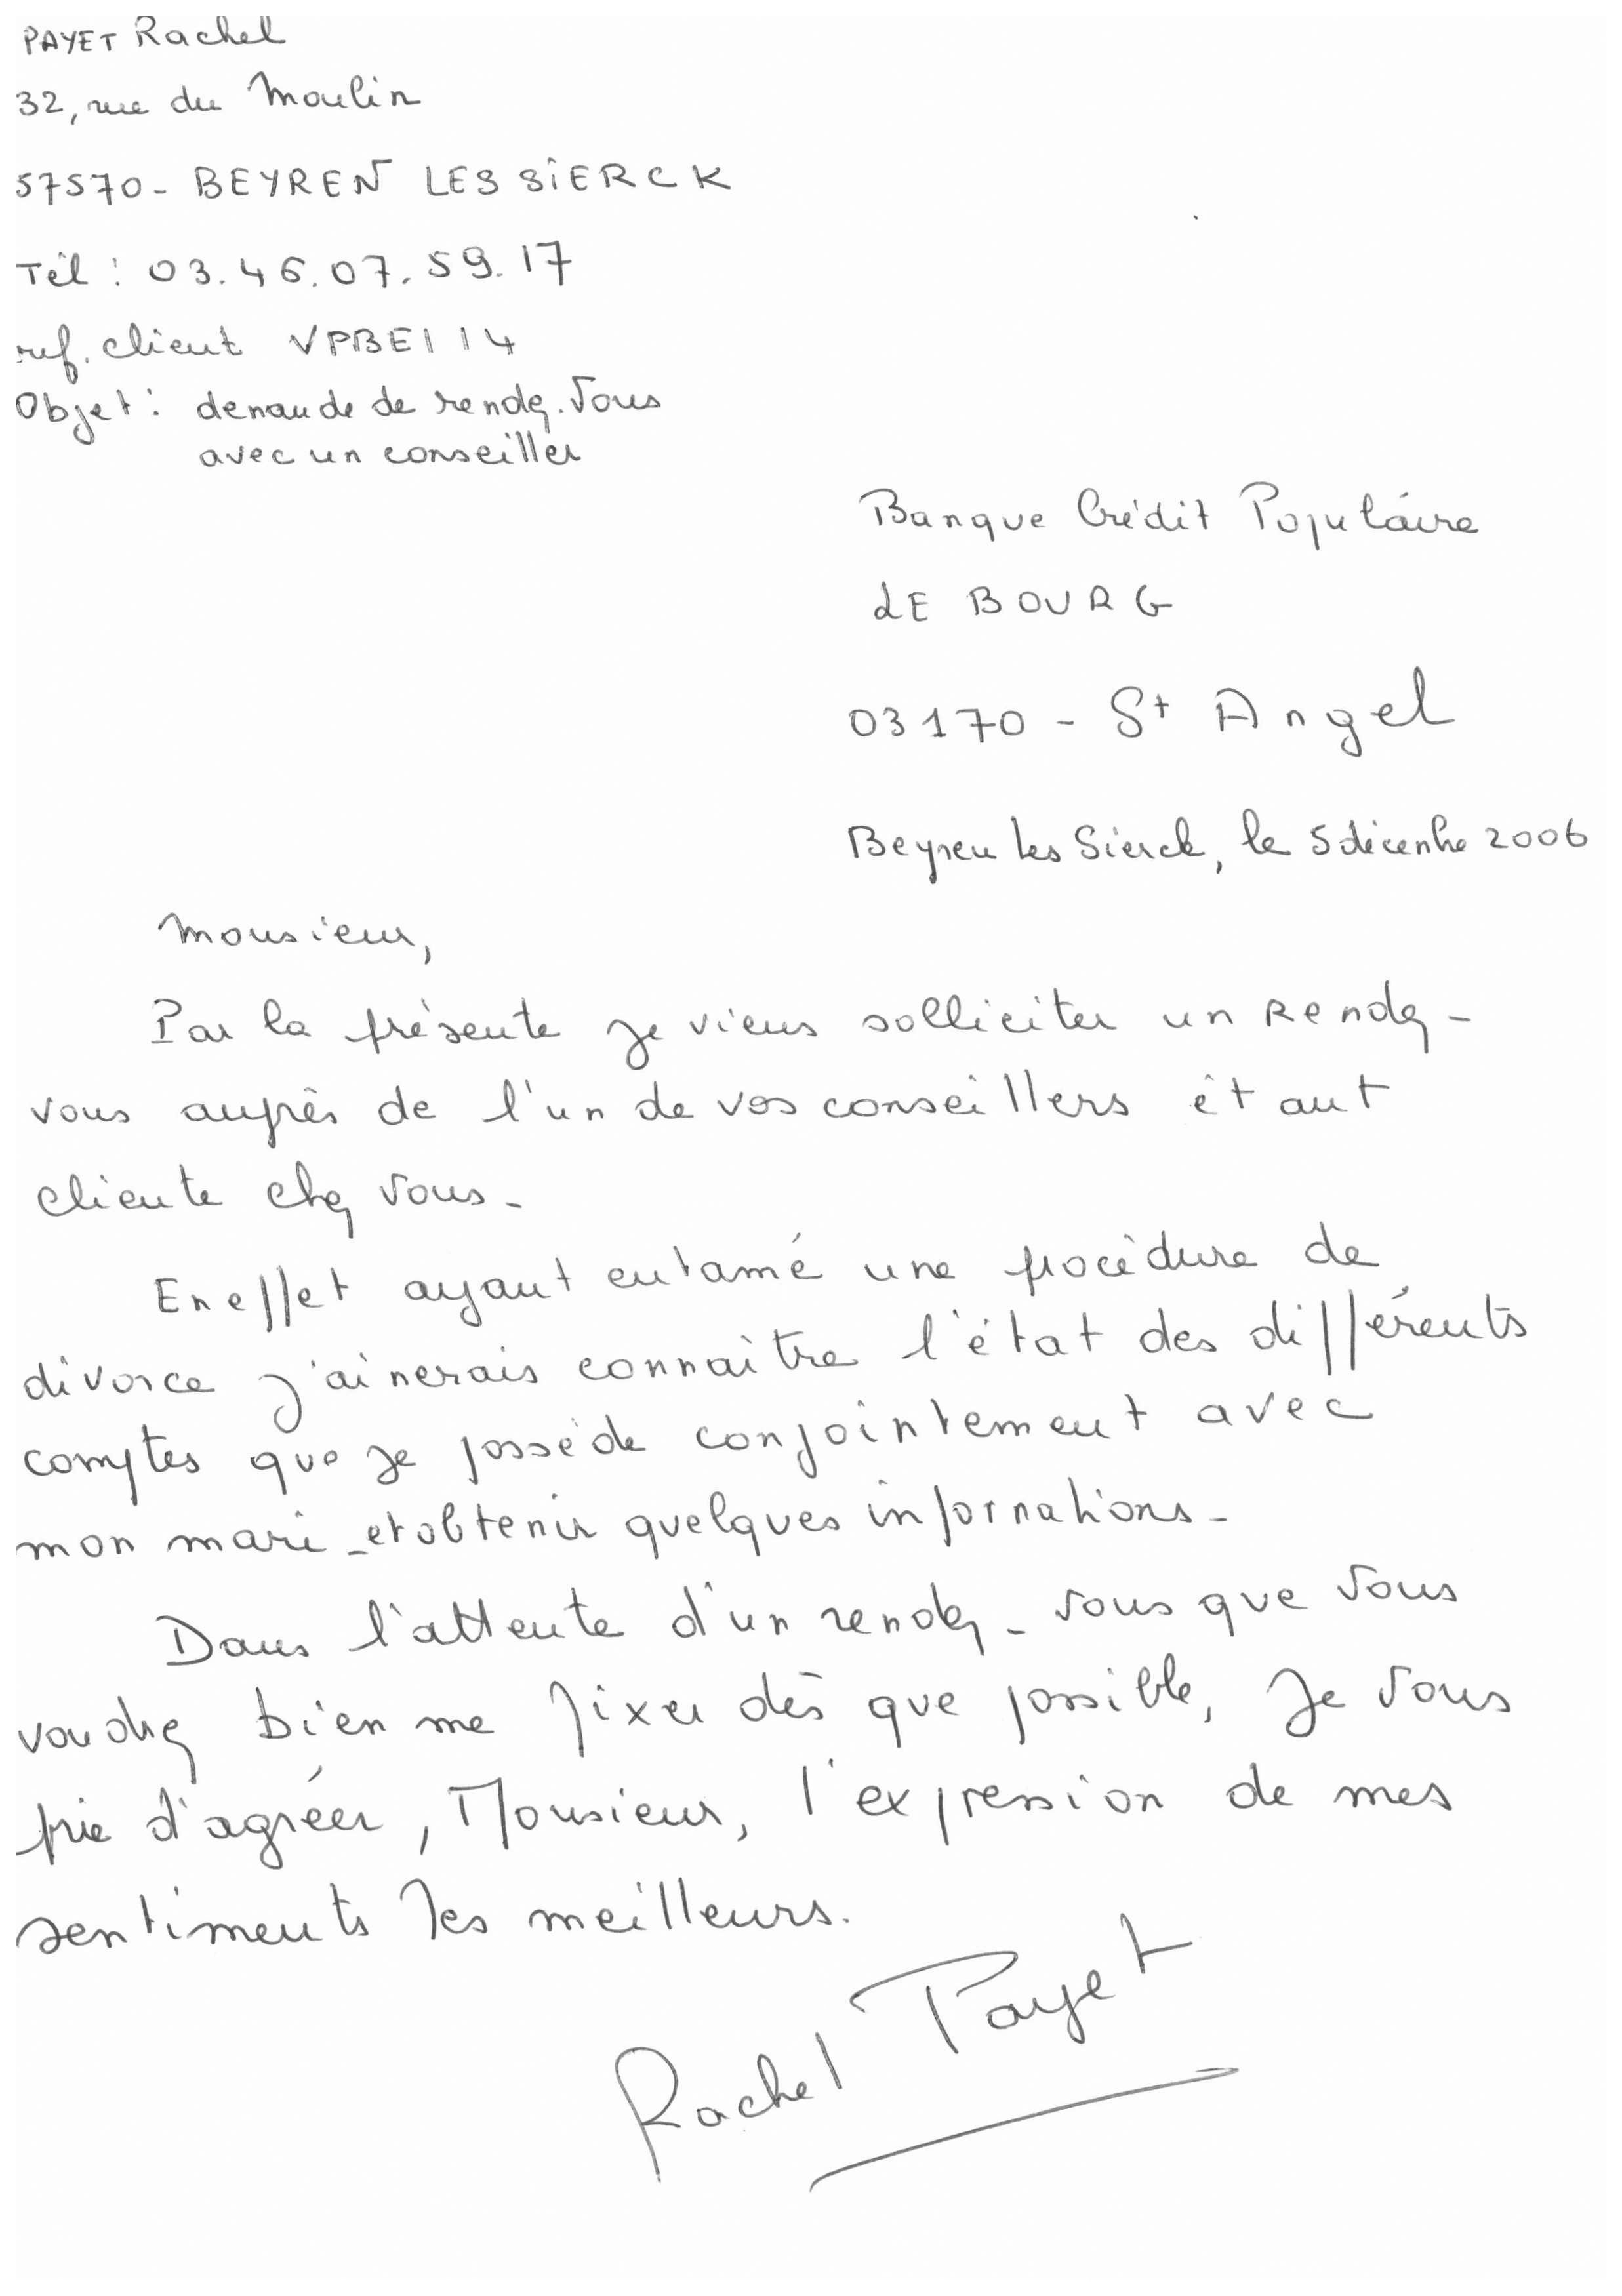 PAYET Rachel
32, rue du Moulin
57570 - BEYREN LES SIERCK
Tél : 03.46.07.59.17
ref. client VPBE114
Objet : demande de rendez-vous
avec un conseiller
Banque Crédit Populaire
LE BOURG
03170 - St Angel
Beyren les Sierck, le 5 décembre 2006
Monsieur,
Par la présente je viens solliciter un Rendez-
vous auprès de l'un de vos conseillers étant
cliente chez vous.
En effet ayant entamé une procédure de
divorce j'aimerais connaître l'état des différents
comptes que je possède conjointement avec
mon mari et obtenir quelques informations.
Dans l'attente d'un rendez-vous que vous
voudrez bien me fixer dès que possible, Je vous
prie d'agréer, Monsieur, l'expression de mes
sentiments les meilleurs.
Rachel Payet